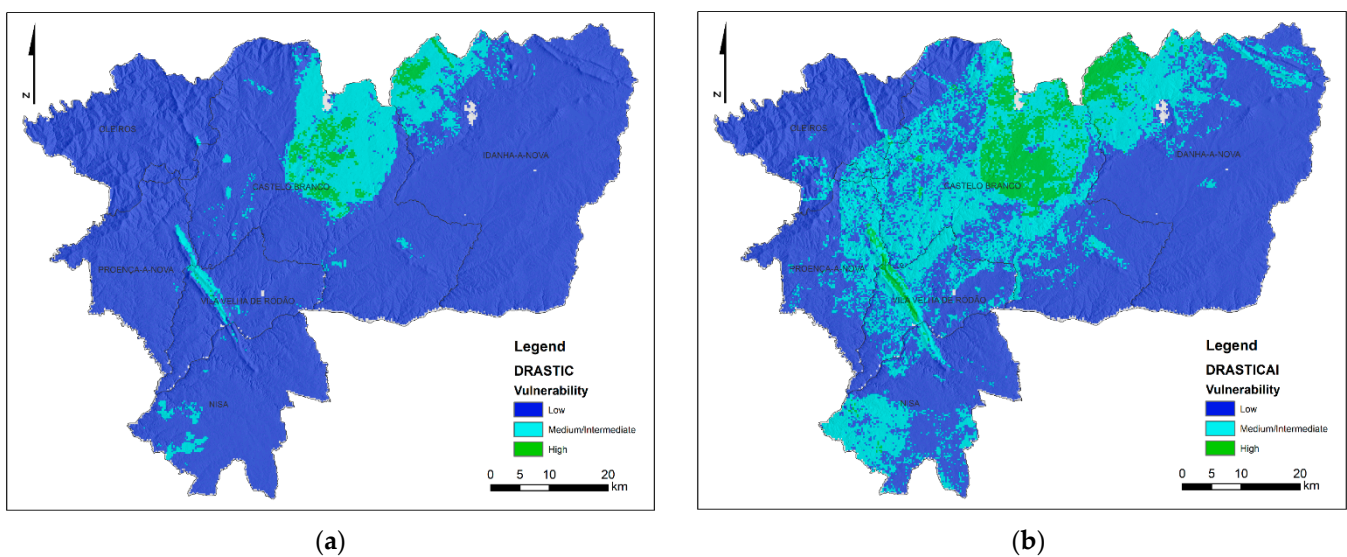 N
OLEIROS
IDANHA-A-NOVA
CASTELO BRANCO
PROENÇA-A-NOVA
VILA VELHA DE RODÃO
NISA
Legend
DRASTIC
Vulnerability
Low
Medium/Intermediate
High
0 5 10 20
km
(a)
N
OLEIROS
IDANHA-A-NOVA
CASTELO BRANCO
PROENÇA-A-NOVA
VILA VELHA DE RODÃO
NISA
Legend
DRASTICAI
Vulnerability
Low
Medium/Intermediate
High
0 5 10 20
km
(b)